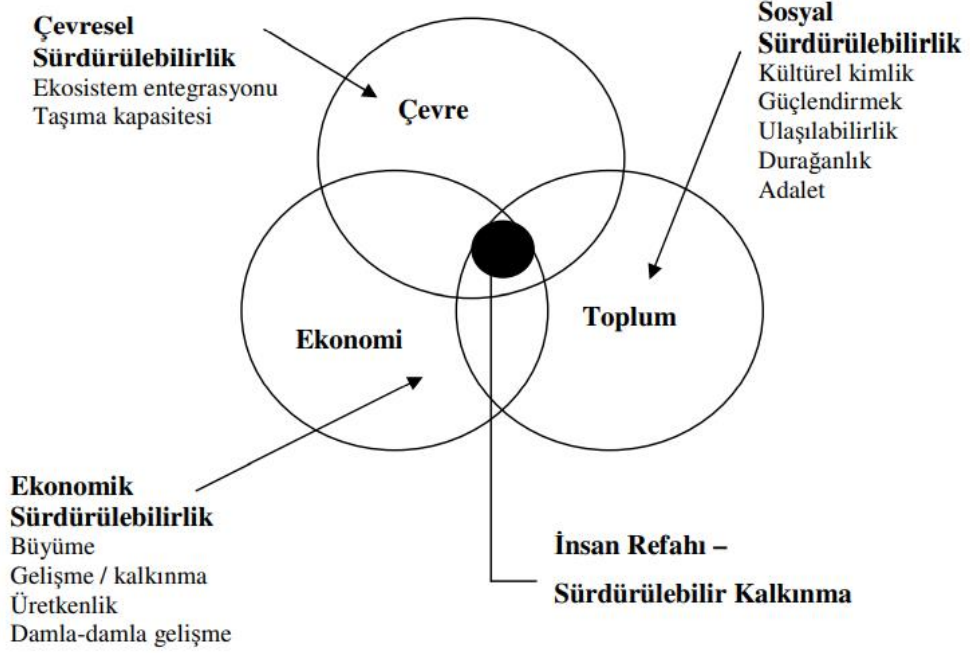 Çevresel
Sürdürülebilirlik
Ekosistem entegrasyonu
Taşıma kapasitesi
Sosyal
Sürdürülebilirlik
Kültürel kimlik
Güçlendirmek
Ulaşılabilirlik
Durağanlık
Adalet
Çevre
Ekonomi
Toplum
Ekonomik
Sürdürülebilirlik
Büyüme
Gelişme / kalkınma
Üretkenlik
Damla-damla gelişme
İnsan Refahı –
Sürdürülebilir Kalkınma